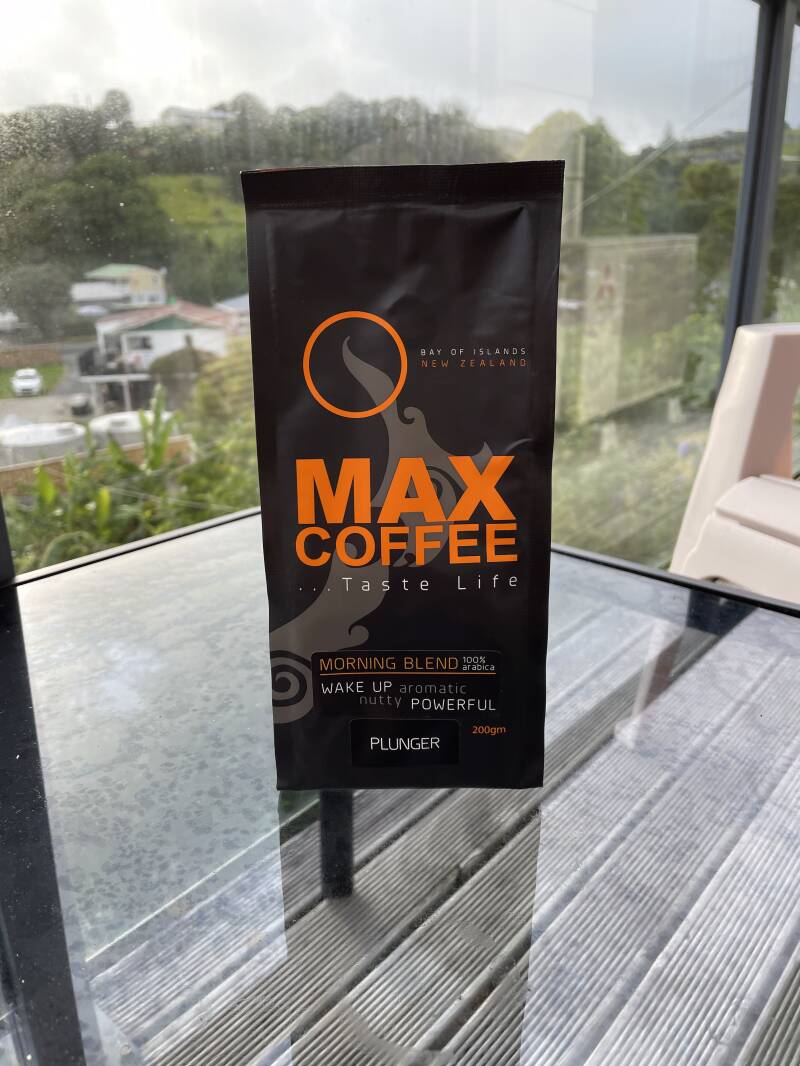 BAY OF ISLANDS
NEW ZEALAND
MAX
COFFEE
...Taste Life
MORNING BLEND 100% arabica
WAKE UP aromatic
nutty POWERFUL
200gm
PLUNGER